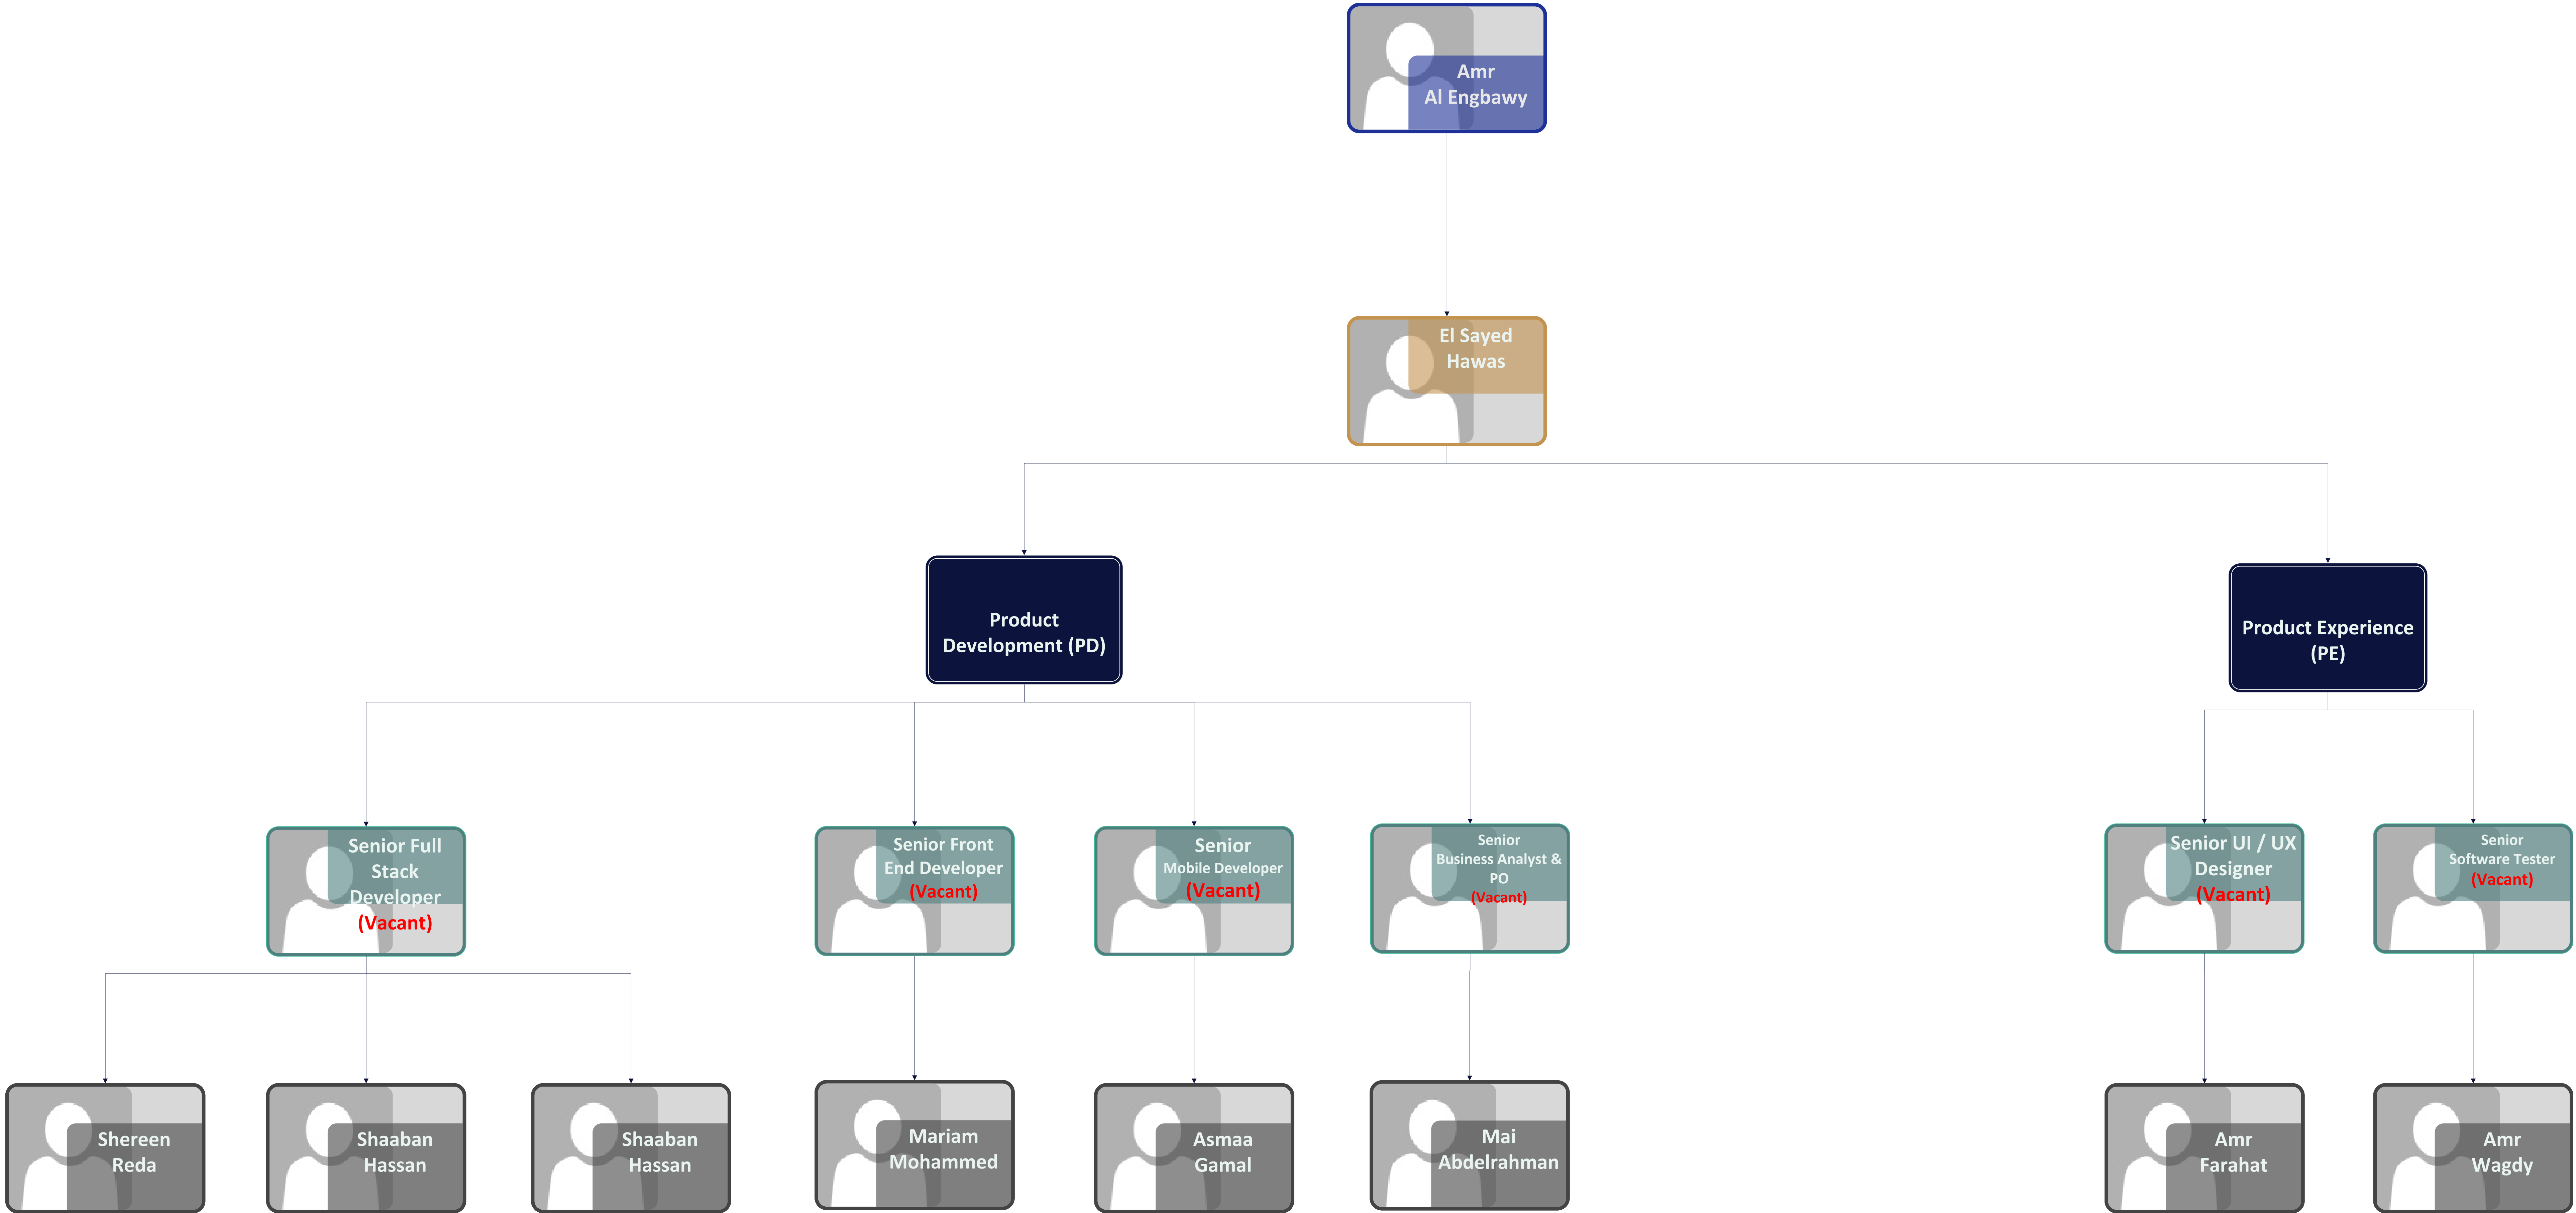 Amr
Al Engbawy
El Sayed
Hawas
Product
Development (PD)
Product Experience
(PE)
Senior Full
Stack
Developer
(Vacant)
Senior Front
End Developer
(Vacant)
Senior
Mobile Developer
(Vacant)
Senior
Business Analyst &
PO
(Vacant)
Senior UI / UX
Designer
(Vacant)
Senior
Software Tester
(Vacant)
Shereen
Reda
Shaaban
Hassan
Shaaban
Hassan
Mariam
Mohammed
Asmaa
Gamal
Mai
Abdelrahman
Amr
Farahat
Amr
Wagdy